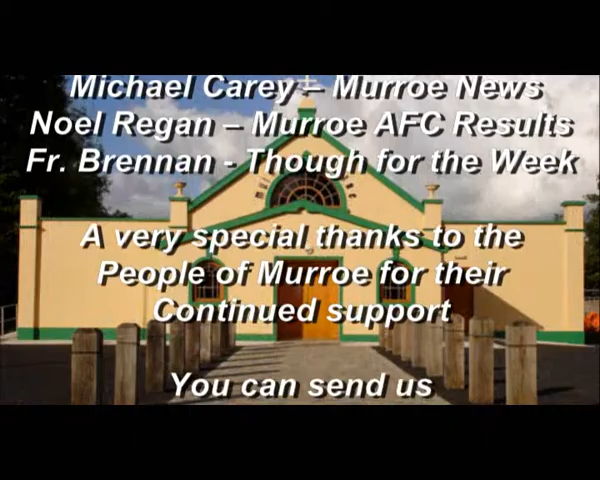 Michael Carey – Murroe News
Noel Regan – Murroe AFC Results
Fr. Brennan - Though for the Week
A very special thanks to the
People of Murroe for their
Continued support
You can send us